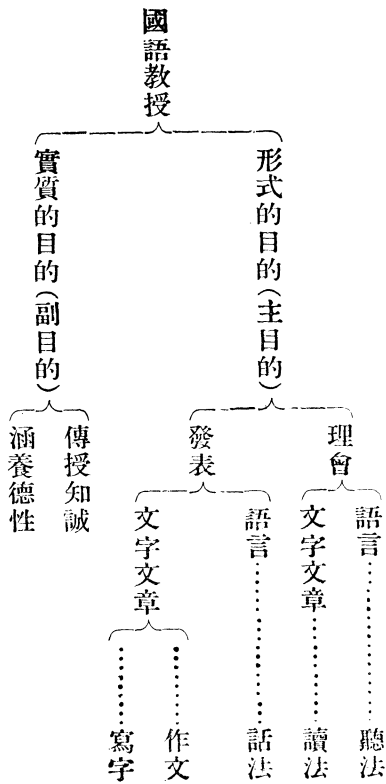 國語教授
形式的目的(主目的)
理會
語言………聽法
文字文章………讀法
發表
語言………話法
文字文章
………作文
………寫字
實質的目的(副目的)
傳授知誠
涵養德性